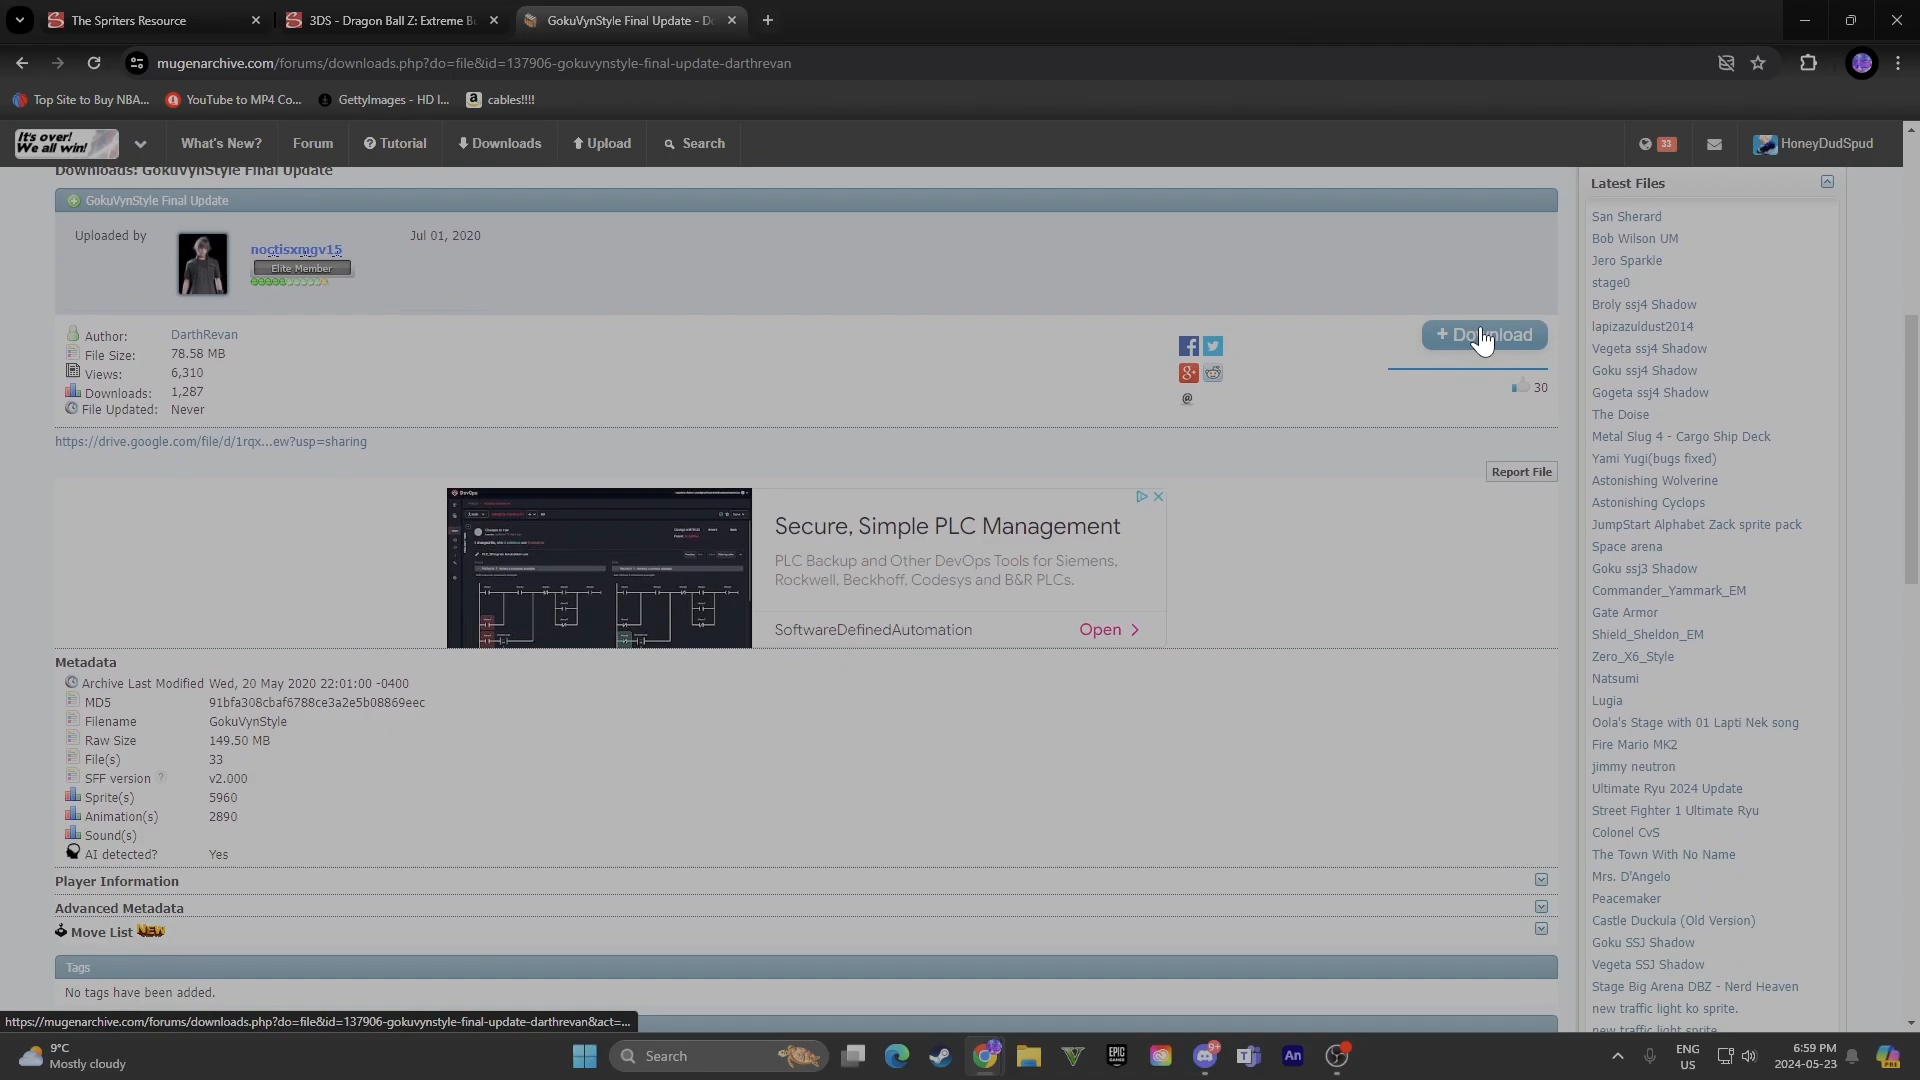 The Spriters Resource
3DS - Dragon Ball Z: Extreme Bu
GokuVynStyle Final Update - Do
mugenarchive.com/forums/downloads.php?do=file&id=137906-gokuvynstyle-final-update-darthrevan
Top Site to Buy NBA...
YouTube to MP4 Co...
GettyImages - HD I...
cables!!!!
It's over!
We all win!
What's New?
Forum
Tutorial
Downloads
Upload
Search
33
HoneyDudSpud
Downloads: GokuVynStyle Final Update
GokuVynStyle Final Update
Uploaded by
noctisxmgv15
Elite Member
Jul 01, 2020
Author: DarthRevan
File Size: 78.58 MB
Views: 6,310
Downloads: 1,287
File Updated: Never
+ Download
30
https://drive.google.com/file/d/1rqx...ew?usp=sharing
Report File
Secure, Simple PLC Management
PLC Backup and Other DevOps Tools for Siemens,
Rockwell, Beckhoff, Codesys and B&R PLCs.
SoftwareDefinedAutomation
Open
Metadata
Archive Last Modified Wed, 20 May 2020 22:01:00 -0400
MD5 91bfa308cbaf6788ce3a2e5b08869eec
Filename GokuVynStyle
Raw Size 149.50 MB
File(s) 33
SFF version ? v2.000
Sprite(s) 5960
Animation(s) 2890
Sound(s)
AI detected? Yes
Player Information
Advanced Metadata
Move List NEW
Tags
No tags have been added.
Latest Files
San Sherard
Bob Wilson UM
Jero Sparkle
stage0
Broly ssj4 Shadow
lapizazuldust2014
Vegeta ssj4 Shadow
Goku ssj4 Shadow
Gogeta ssj4 Shadow
The Doise
Metal Slug 4 - Cargo Ship Deck
Yami Yugi(bugs fixed)
Astonishing Wolverine
Astonishing Cyclops
JumpStart Alphabet Zack sprite pack
Space arena
Goku ssj3 Shadow
Commander_Yammark_EM
Gate Armor
Shield_Sheldon_EM
Zero_X6_Style
Natsumi
Lugia
Oola's Stage with 01 Lapti Nek song
Fire Mario MK2
jimmy neutron
Ultimate Ryu 2024 Update
Street Fighter 1 Ultimate Ryu
Colonel CvS
The Town With No Name
Mrs. D'Angelo
Peacemaker
Castle Duckula (Old Version)
Goku SSJ Shadow
Vegeta SSJ Shadow
Stage Big Arena DBZ - Nerd Heaven
new traffic light ko sprite.
new traffic light sprite
https://mugenarchive.com/forums/downloads.php?do=file&id=137906-gokuvynstyle-final-update-darthrevan&act=...
9°C
Mostly cloudy
Search
ENG
US
6:59 PM
2024-05-23